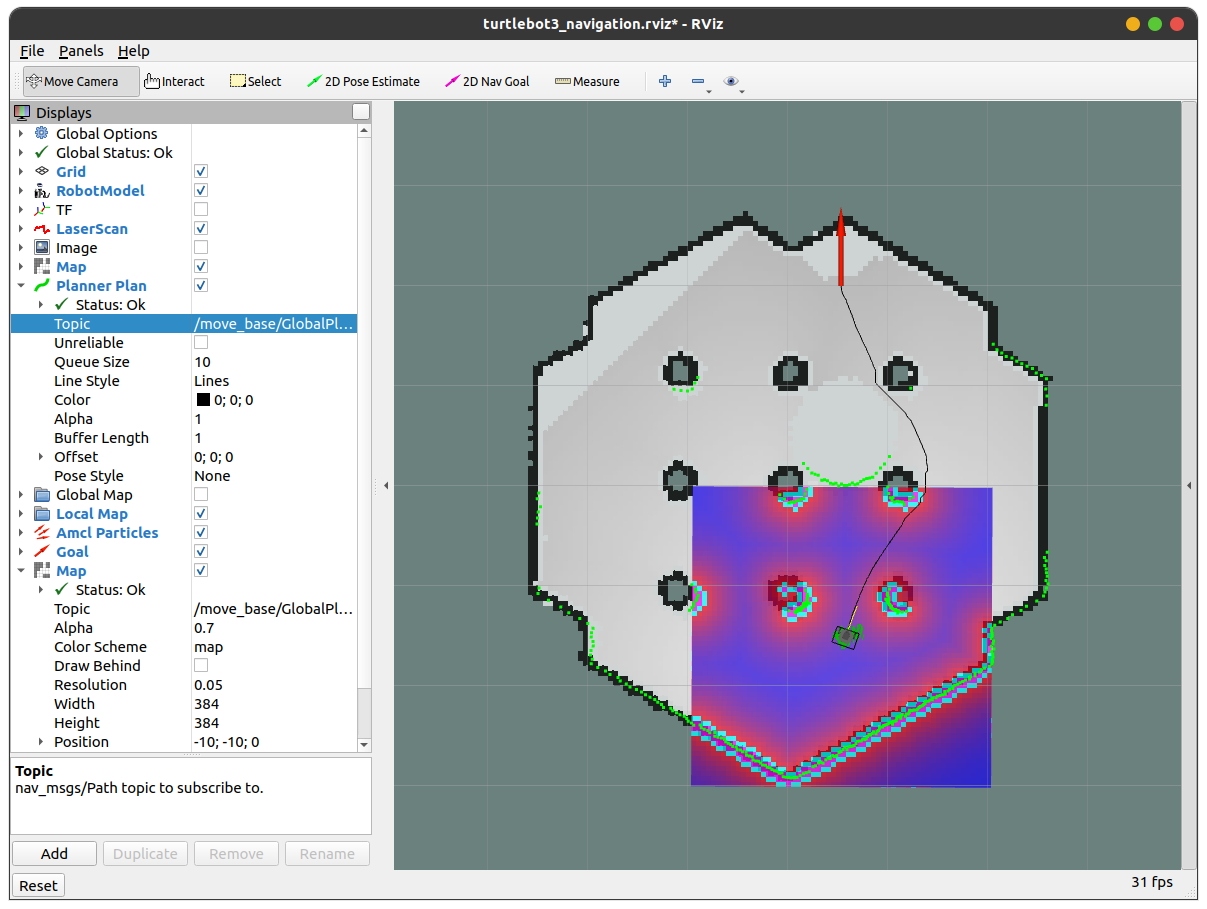 turtlebot3_navigation.rviz* - RViz
File Panels Help
Move Camera Interact Select 2D Pose Estimate 2D Nav Goal Measure
Displays
Global Options
Global Status: Ok
Grid
RobotModel
TF
LaserScan
Image
Map
Planner Plan
Status: Ok
Topic /move_base/GlobalPl...
Unreliable
Queue Size 10
Line Style Lines
Color 0; 0; 0
Alpha 1
Buffer Length 1
Offset 0; 0; 0
Pose Style None
Global Map
Local Map
Amcl Particles
Goal
Map
Status: Ok
Topic /move_base/GlobalPl...
Alpha 0.7
Color Scheme map
Draw Behind
Resolution 0.05
Width 384
Height 384
Position -10; -10; 0
Topic
nav_msgs/Path topic to subscribe to.
Add Duplicate Remove Rename
Reset 31 fps